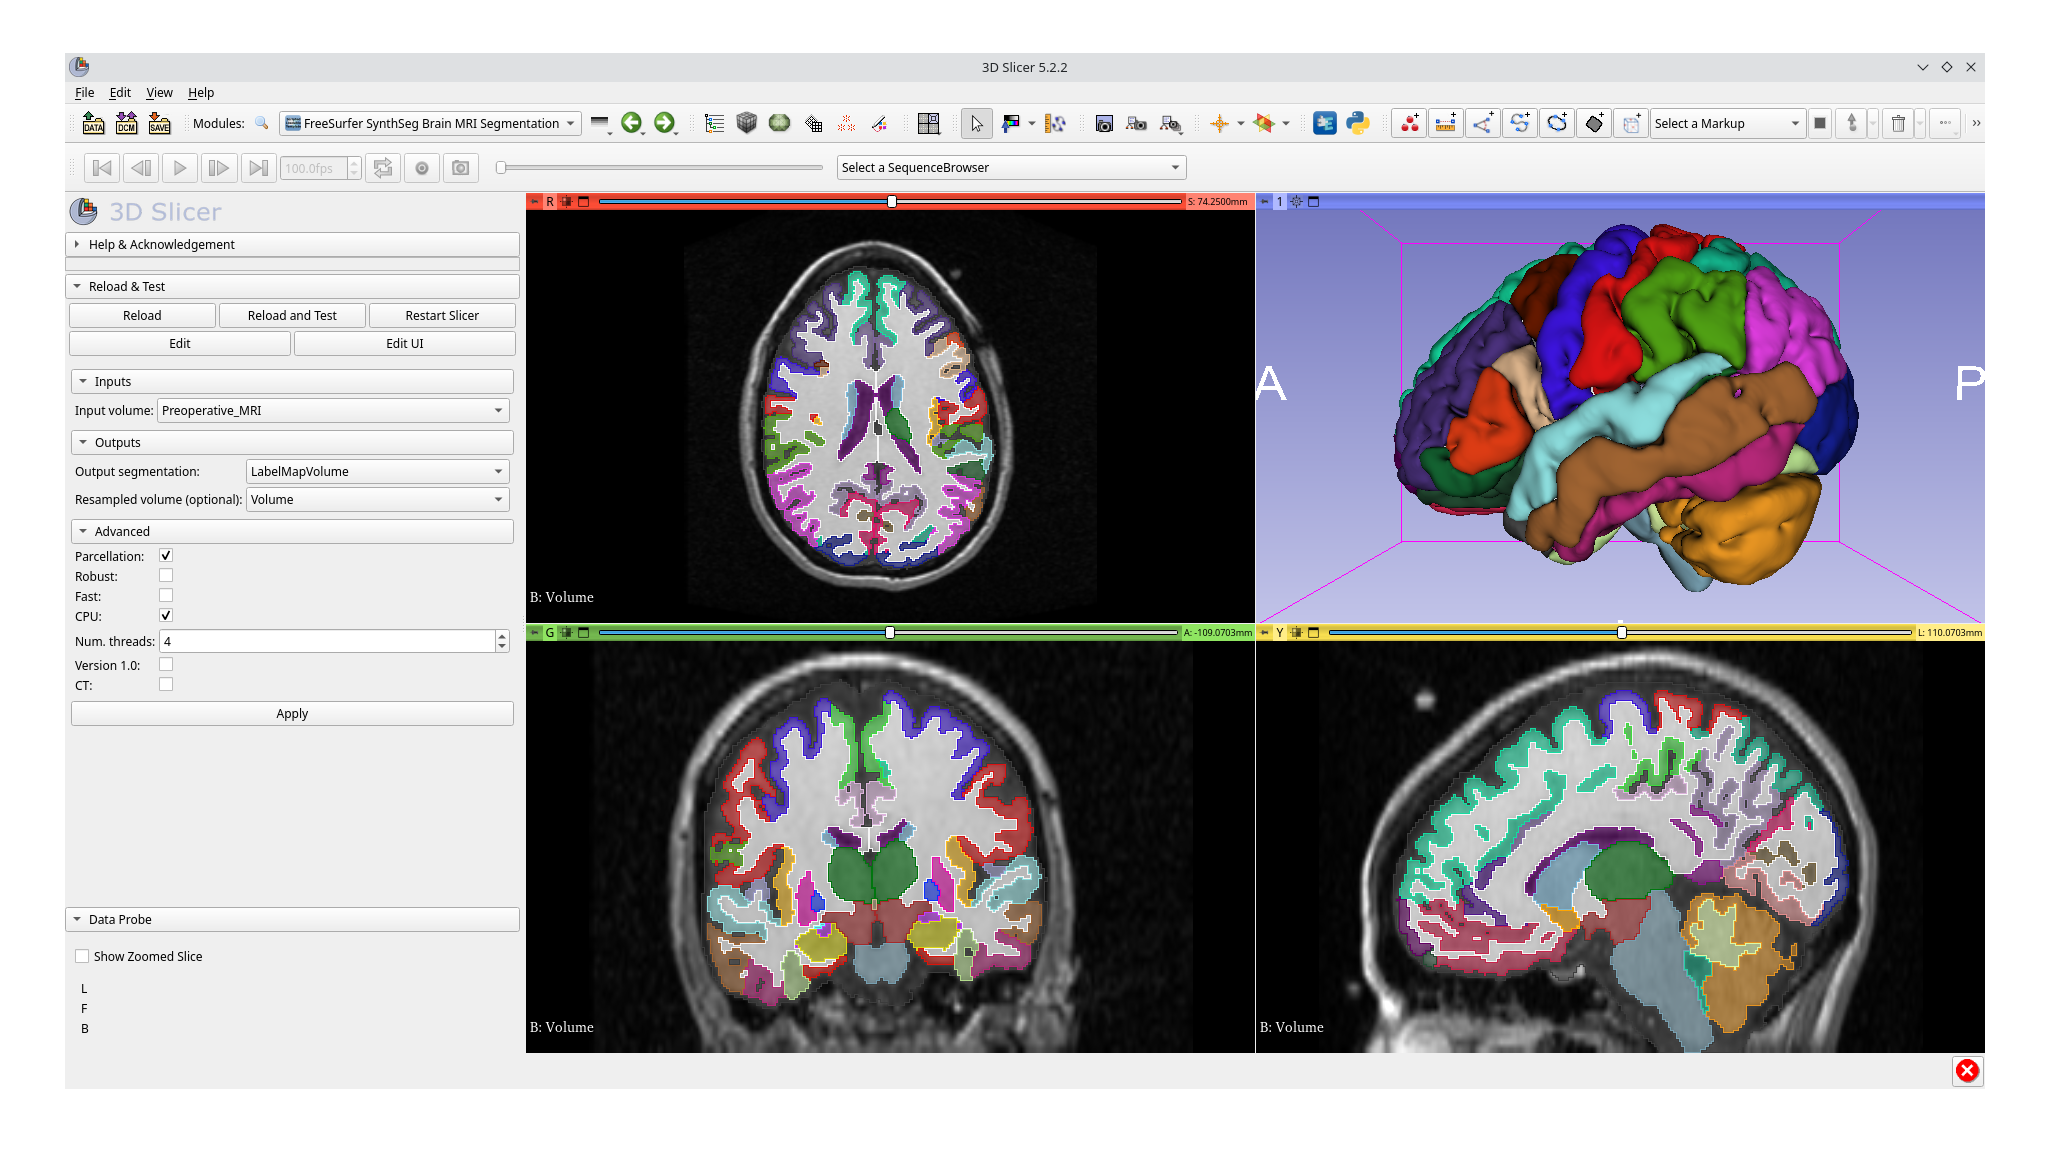 3D Slicer 5.2.2
File Edit View Help
DATA DCM SAVE Modules: FreeSurfer SynthSeg Brain MRI Segmentation Select a Markup
100.0fps Select a SequenceBrowser
3D Slicer
Help & Acknowledgement
Reload & Test
Reload Reload and Test Restart Slicer
Edit Edit UI
Inputs
Input volume: Preoperative_MRI
Outputs
Output segmentation: LabelMapVolume
Resampled volume (optional): Volume
Advanced
Parcellation:
Robust:
Fast:
CPU:
Num. threads: 4
Version 1.0:
CT:
Apply
Data Probe
Show Zoomed Slice
L
F
B
R S: 74.2500mm
B: Volume
1
A P
G A: -109.0703mm
B: Volume
Y L: 110.0703mm
B: Volume